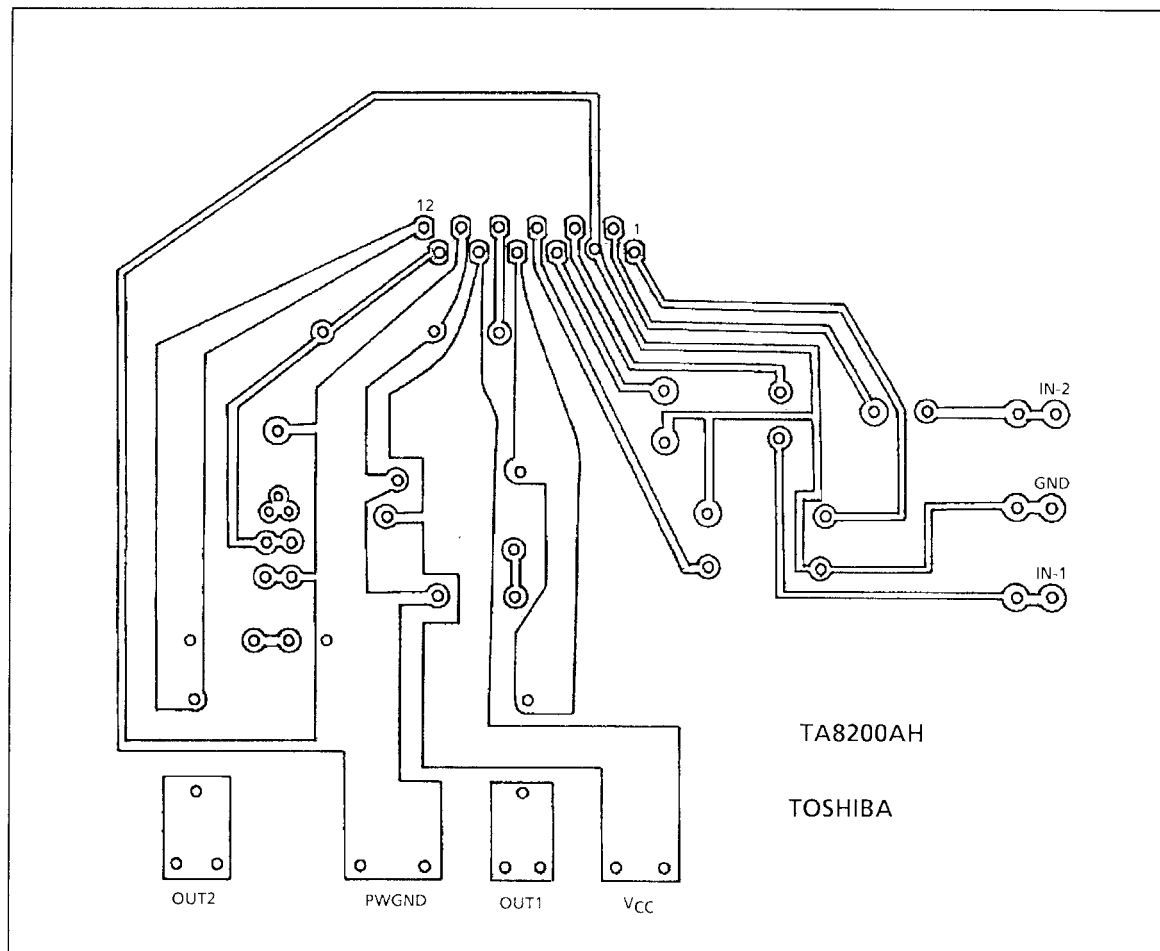 12
1
IN-2
GND
IN-1
TA8200AH
TOSHIBA
OUT2
PWGND
OUT1
VCC